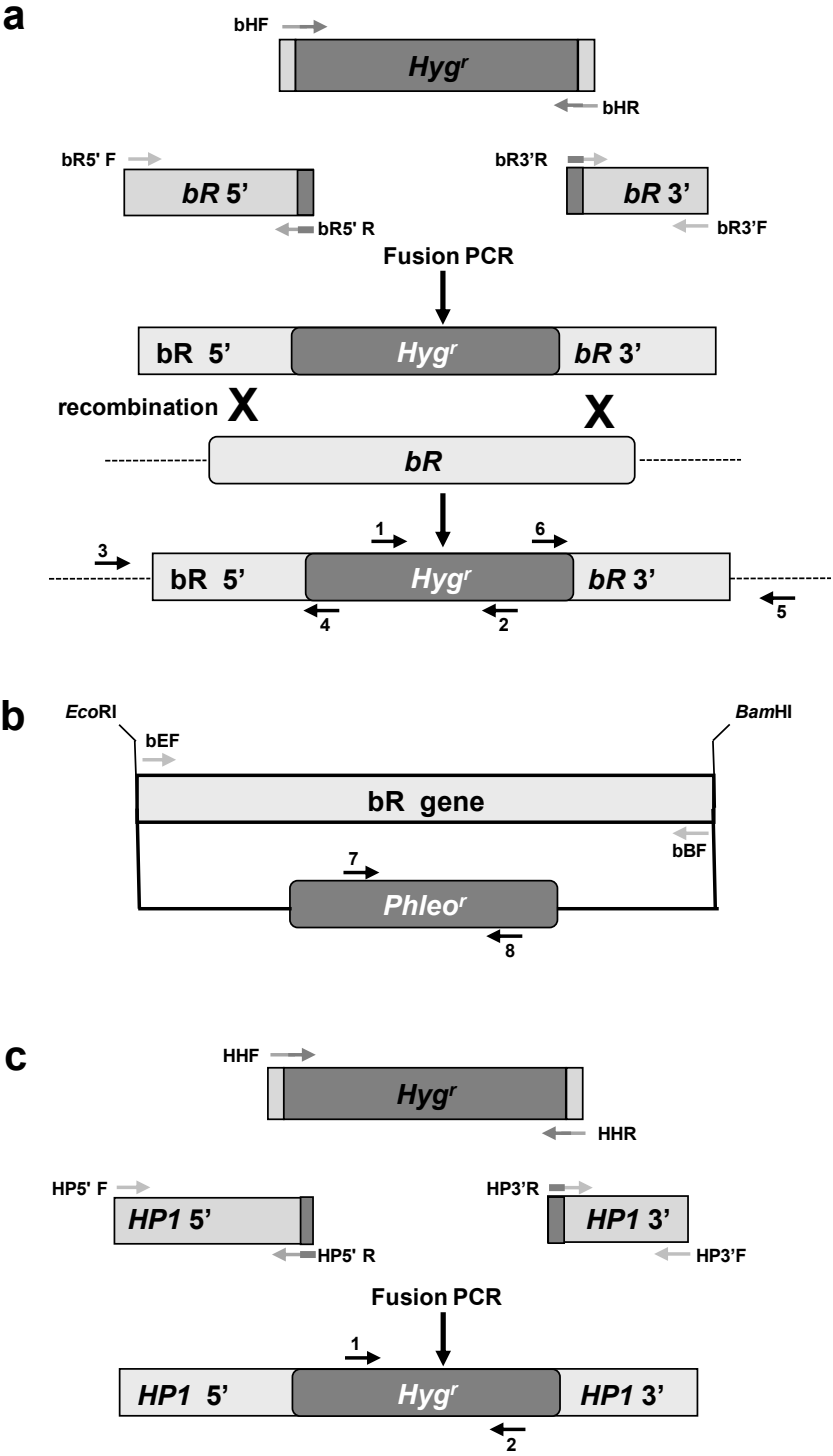 a
bHF
Hygʳ
bHR
bR5' F
bR3’R
bR 5’
bR 3’
bR5' R
bR3’F
Fusion PCR
bR 5’
Hygʳ
bR 3’
recombination X X
bR
3
1
6
bR 5’
Hygʳ
bR 3’
4
2
5
b
EcoRI
BamHI
bEF
bR gene
bBF
7
Phleoʳ
8
c
HHF
Hygʳ
HHR
HP5' F
HP3’R
HP1 5’
HP1 3’
HP5' R
HP3’F
Fusion PCR
1
HP1 5’
Hygʳ
HP1 3’
2